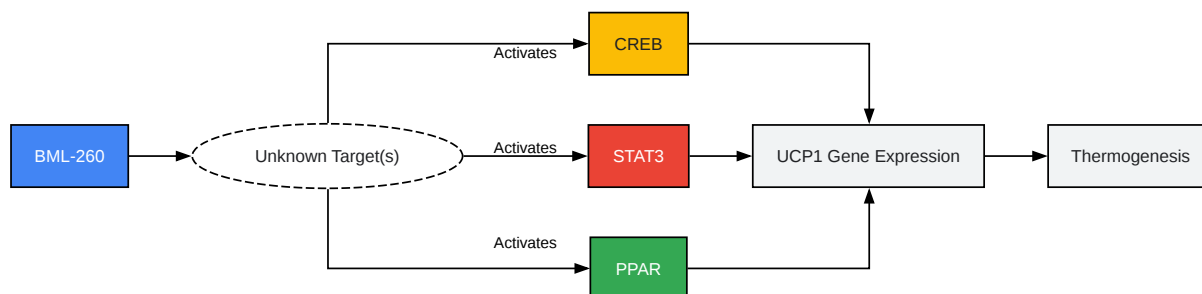 BML-260
Unknown Target(s)
Activates
CREB
Activates
STAT3
Activates
PPAR
UCP1 Gene Expression
Thermogenesis